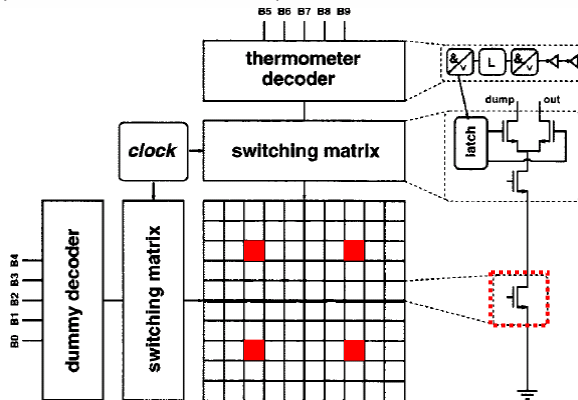 B5 B6 B7 B8 B9
thermometer
decoder
& v L & v
dump out
latch
clock
switching matrix
B4
B3
B2
B1
B0
dummy decoder
switching matrix